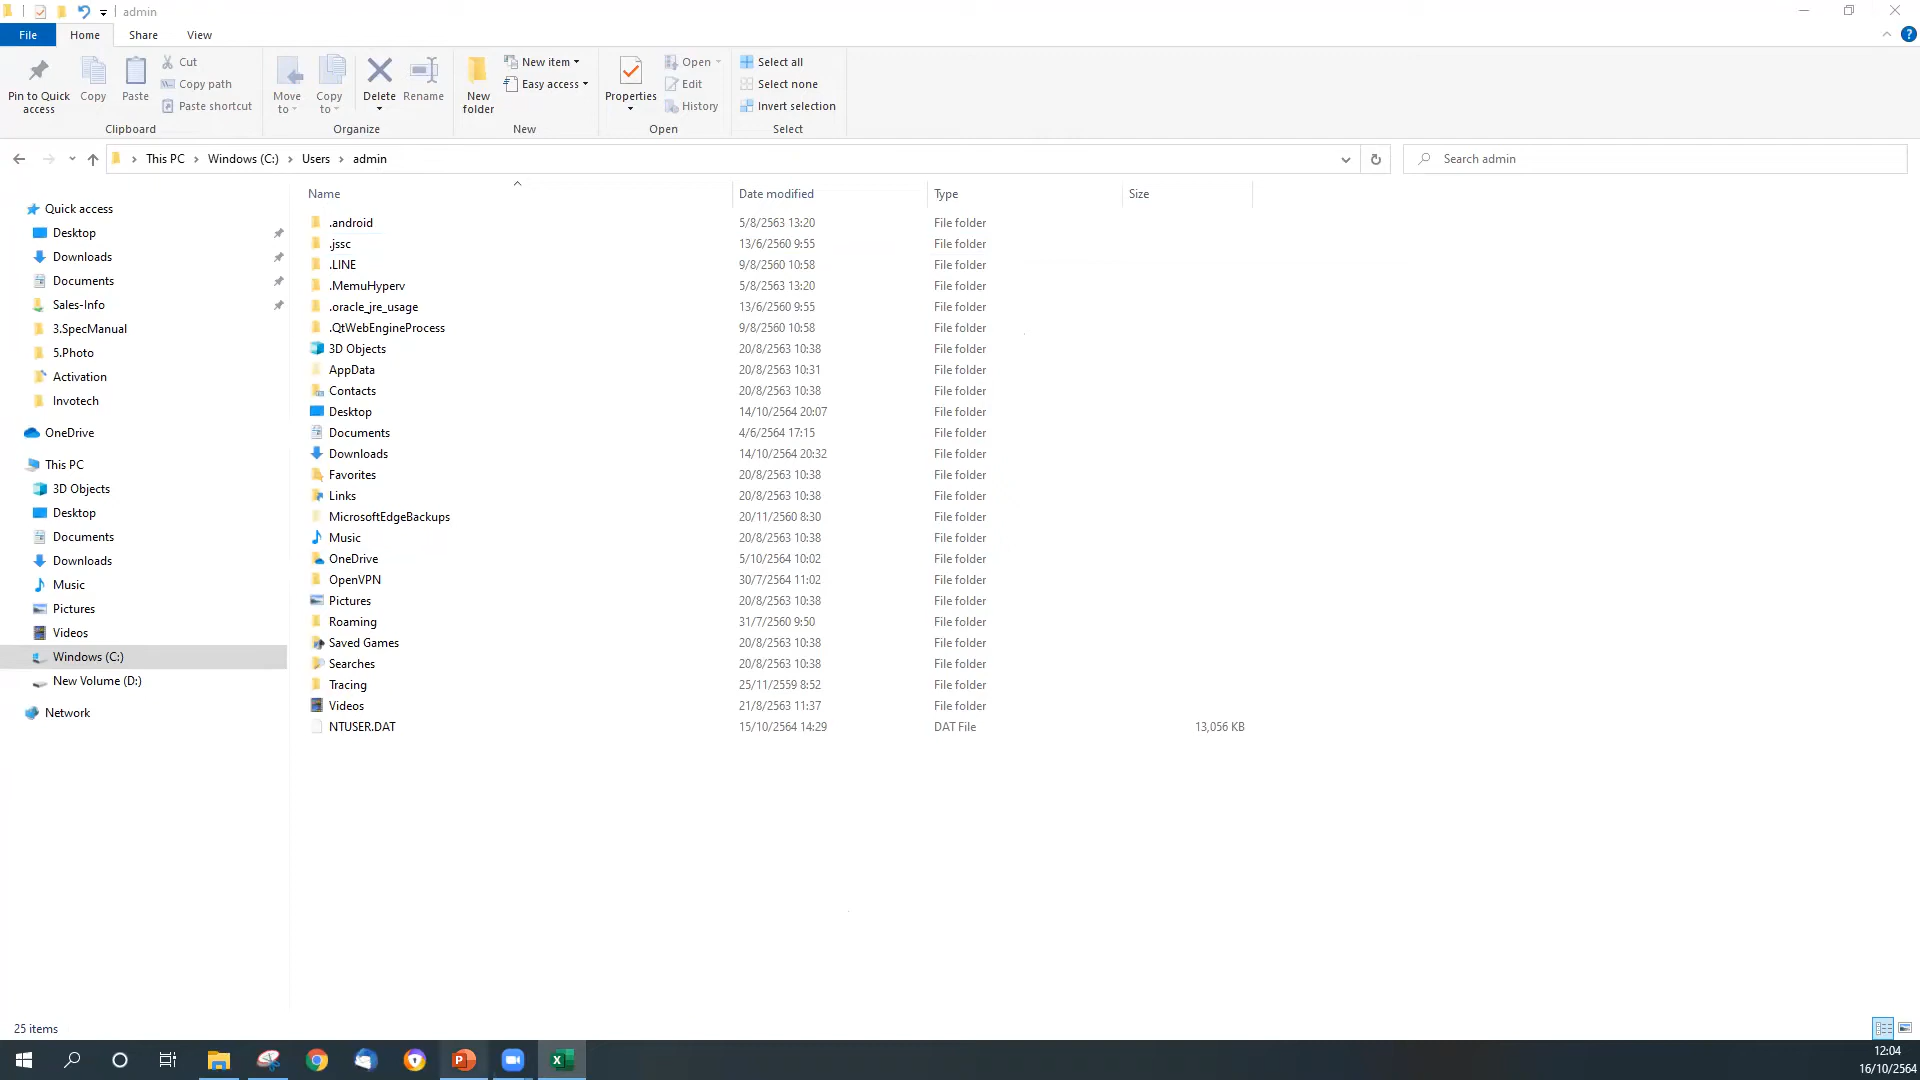 admin
File Home Share View
Pin to Quick access
Copy
Paste
Cut
Copy path
Paste shortcut
Clipboard
Move to
Copy to
Delete
Rename
Organize
New folder
New item
Easy access
New
Properties
Open
Edit
History
Open
Select all
Select none
Invert selection
Select
This PC Windows (C:) Users admin
Search admin
Quick access
Desktop
Downloads
Documents
Sales-Info
3.SpecManual
5.Photo
Activation
Invotech
OneDrive
This PC
3D Objects
Desktop
Documents
Downloads
Music
Pictures
Videos
Windows (C:)
New Volume (D:)
Network
Name Date modified Type Size
.android 5/8/2563 13:20 File folder
.jssc 13/6/2560 9:55 File folder
.LINE 9/8/2560 10:58 File folder
.MemuHyperv 5/8/2563 13:20 File folder
.oracle_jre_usage 13/6/2560 9:55 File folder
.QtWebEngineProcess 9/8/2560 10:58 File folder
3D Objects 20/8/2563 10:38 File folder
AppData 20/8/2563 10:31 File folder
Contacts 20/8/2563 10:38 File folder
Desktop 14/10/2564 20:07 File folder
Documents 4/6/2564 17:15 File folder
Downloads 14/10/2564 20:32 File folder
Favorites 20/8/2563 10:38 File folder
Links 20/8/2563 10:38 File folder
MicrosoftEdgeBackups 20/11/2560 8:30 File folder
Music 20/8/2563 10:38 File folder
OneDrive 5/10/2564 10:02 File folder
OpenVPN 30/7/2564 11:02 File folder
Pictures 20/8/2563 10:38 File folder
Roaming 31/7/2560 9:50 File folder
Saved Games 20/8/2563 10:38 File folder
Searches 20/8/2563 10:38 File folder
Tracing 25/11/2559 8:52 File folder
Videos 21/8/2563 11:37 File folder
NTUSER.DAT 15/10/2564 14:29 DAT File 13,056 KB
25 items
12:04
16/10/2564